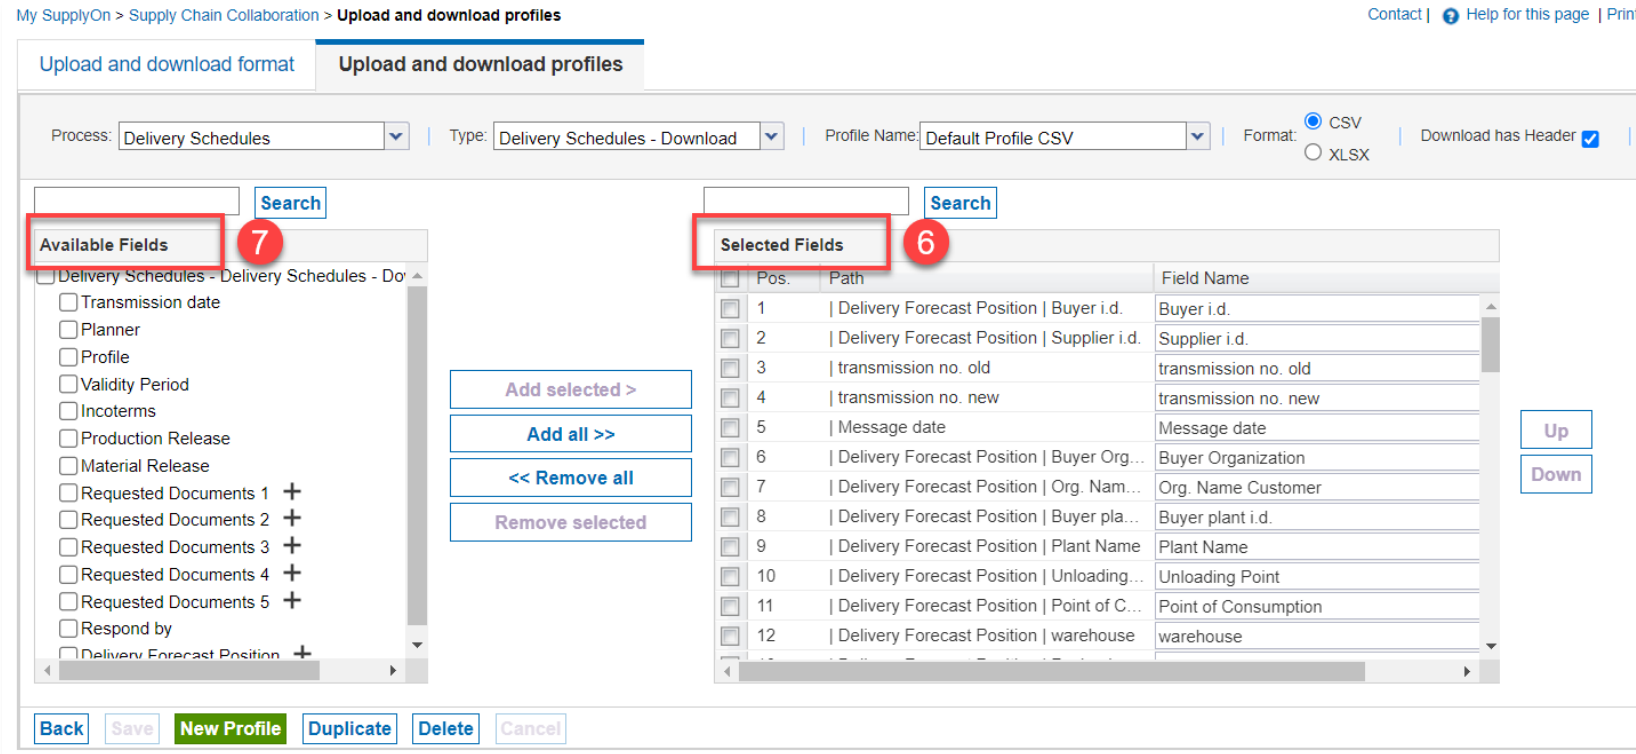 My SupplyOn > Supply Chain Collaboration > Upload and download profiles
Contact | Help for this page | Print
Upload and download format
Upload and download profiles
Process: Delivery Schedules
Type: Delivery Schedules - Download
Profile Name: Default Profile CSV
Format: CSV
XLSX
Download has Header
Search
Search
Available Fields
7
Delivery Schedules - Delivery Schedules - Do
Transmission date
Planner
Profile
Validity Period
Incoterms
Production Release
Material Release
Requested Documents 1
Requested Documents 2
Requested Documents 3
Requested Documents 4
Requested Documents 5
Respond by
Delivery Forecast Position
Add selected >
Add all >>
<< Remove all
Remove selected
Selected Fields
6
Pos. Path Field Name
1 | Delivery Forecast Position | Buyer i.d. Buyer i.d.
2 | Delivery Forecast Position | Supplier i.d. Supplier i.d.
3 | transmission no. old transmission no. old
4 | transmission no. new transmission no. new
5 | Message date Message date
6 | Delivery Forecast Position | Buyer Org... Buyer Organization
7 | Delivery Forecast Position | Org. Nam... Org. Name Customer
8 | Delivery Forecast Position | Buyer pla... Buyer plant i.d.
9 | Delivery Forecast Position | Plant Name Plant Name
10 | Delivery Forecast Position | Unloading... Unloading Point
11 | Delivery Forecast Position | Point of C... Point of Consumption
12 | Delivery Forecast Position | warehouse warehouse
Up
Down
Back
Save
New Profile
Duplicate
Delete
Cancel